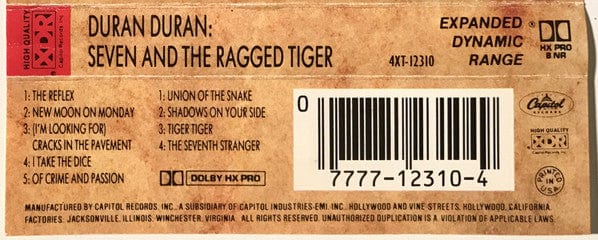 HIGH QUALITY
XDR
Capitol Records, Inc.
DURAN DURAN:
SEVEN AND THE RAGGED TIGER
4XT-12310
EXPANDED
DYNAMIC
RANGE
HX PRO
B NR
1: THE REFLEX
2: NEW MOON ON MONDAY
3: (I'M LOOKING FOR)
CRACKS IN THE PAVEMENT
4: I TAKE THE DICE
5: OF CRIME AND PASSION
1: UNION OF THE SNAKE
2: SHADOWS ON YOUR SIDE
3: TIGER TIGER
4: THE SEVENTH STRANGER
DOLBY HX PRO
0
7777-12310-4
Capitol
RECORDS
HIGH QUALITY
XDR
PRINTED
IN
U.S.A.
MANUFACTURED BY CAPITOL RECORDS, INC., A SUBSIDIARY OF CAPITOL INDUSTRIES-EMI, INC., HOLLYWOOD AND VINE STREETS, HOLLYWOOD, CALIFORNIA.
FACTORIES: JACKSONVILLE, ILLINOIS; WINCHESTER, VIRGINIA. ALL RIGHTS RESERVED. UNAUTHORIZED DUPLICATION IS A VIOLATION OF APPLICABLE LAWS.